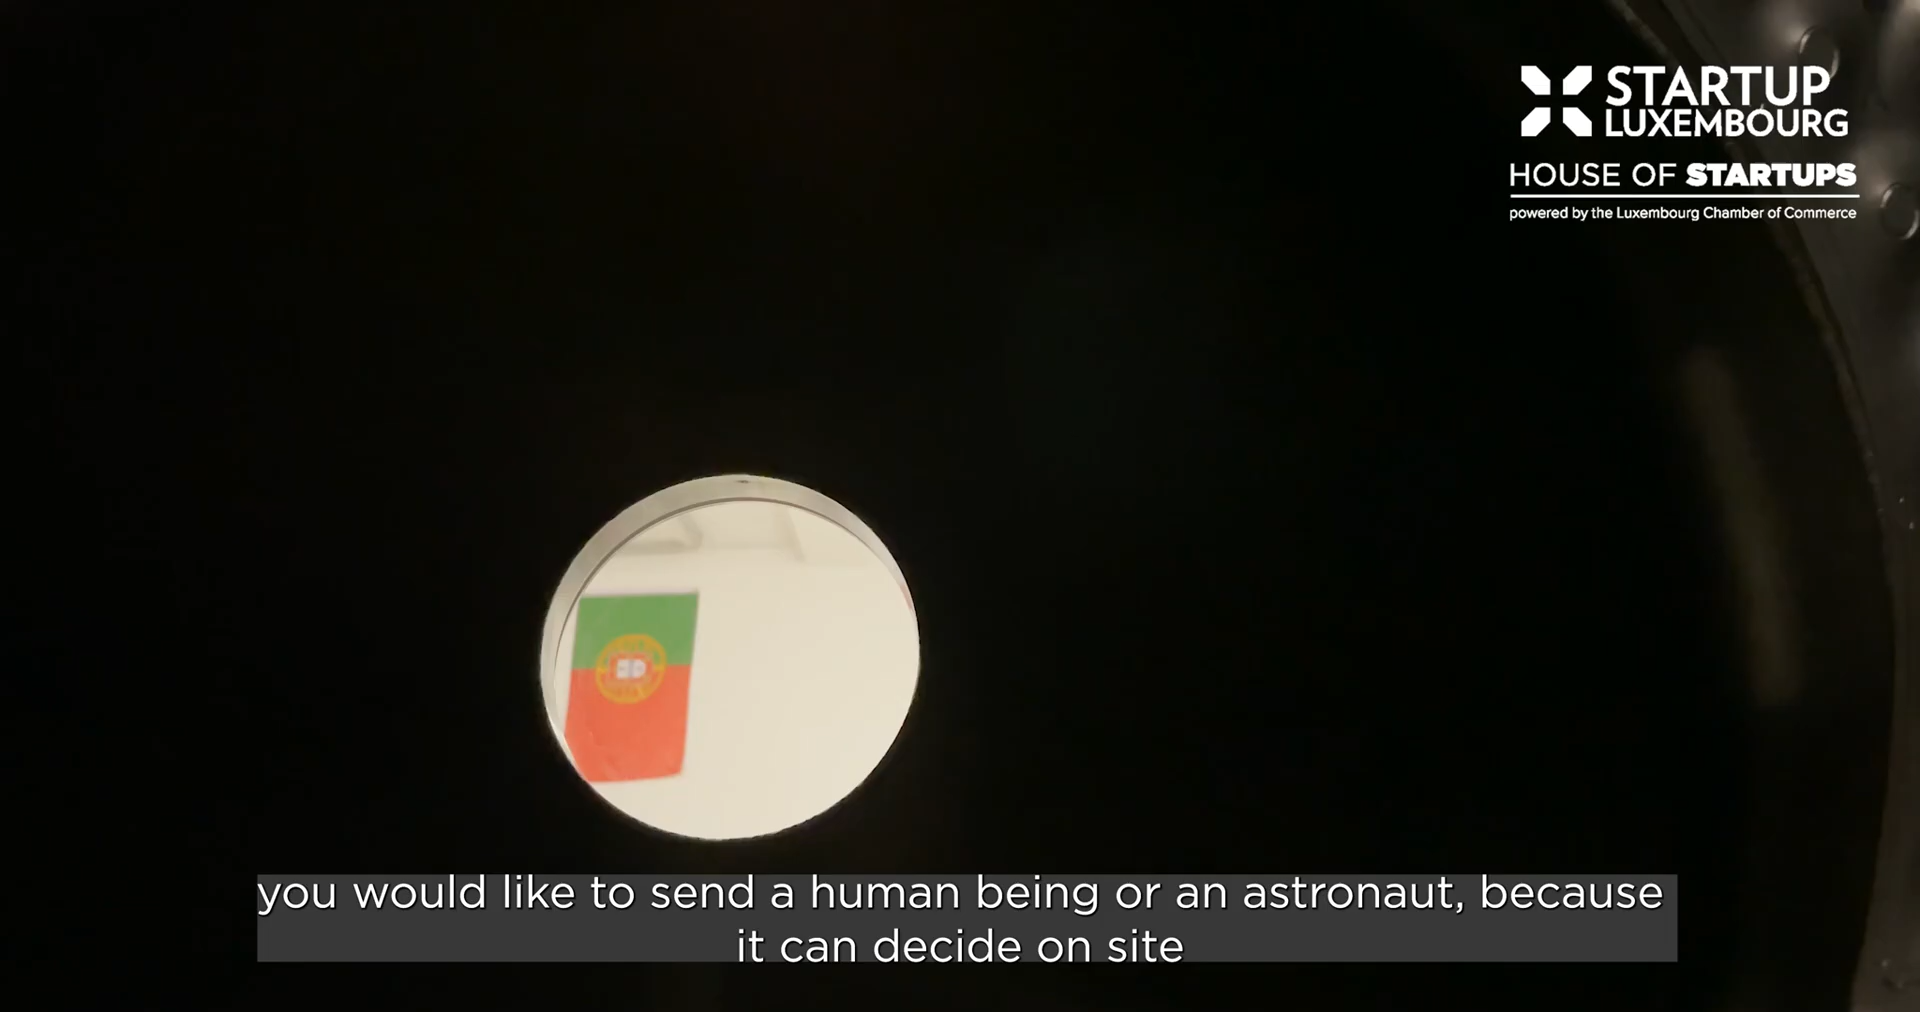 STARTUP
LUXEMBOURG
HOUSE OF STARTUPS
powered by the Luxembourg Chamber of Commerce
you would like to send a human being or an astronaut, because
it can decide on site